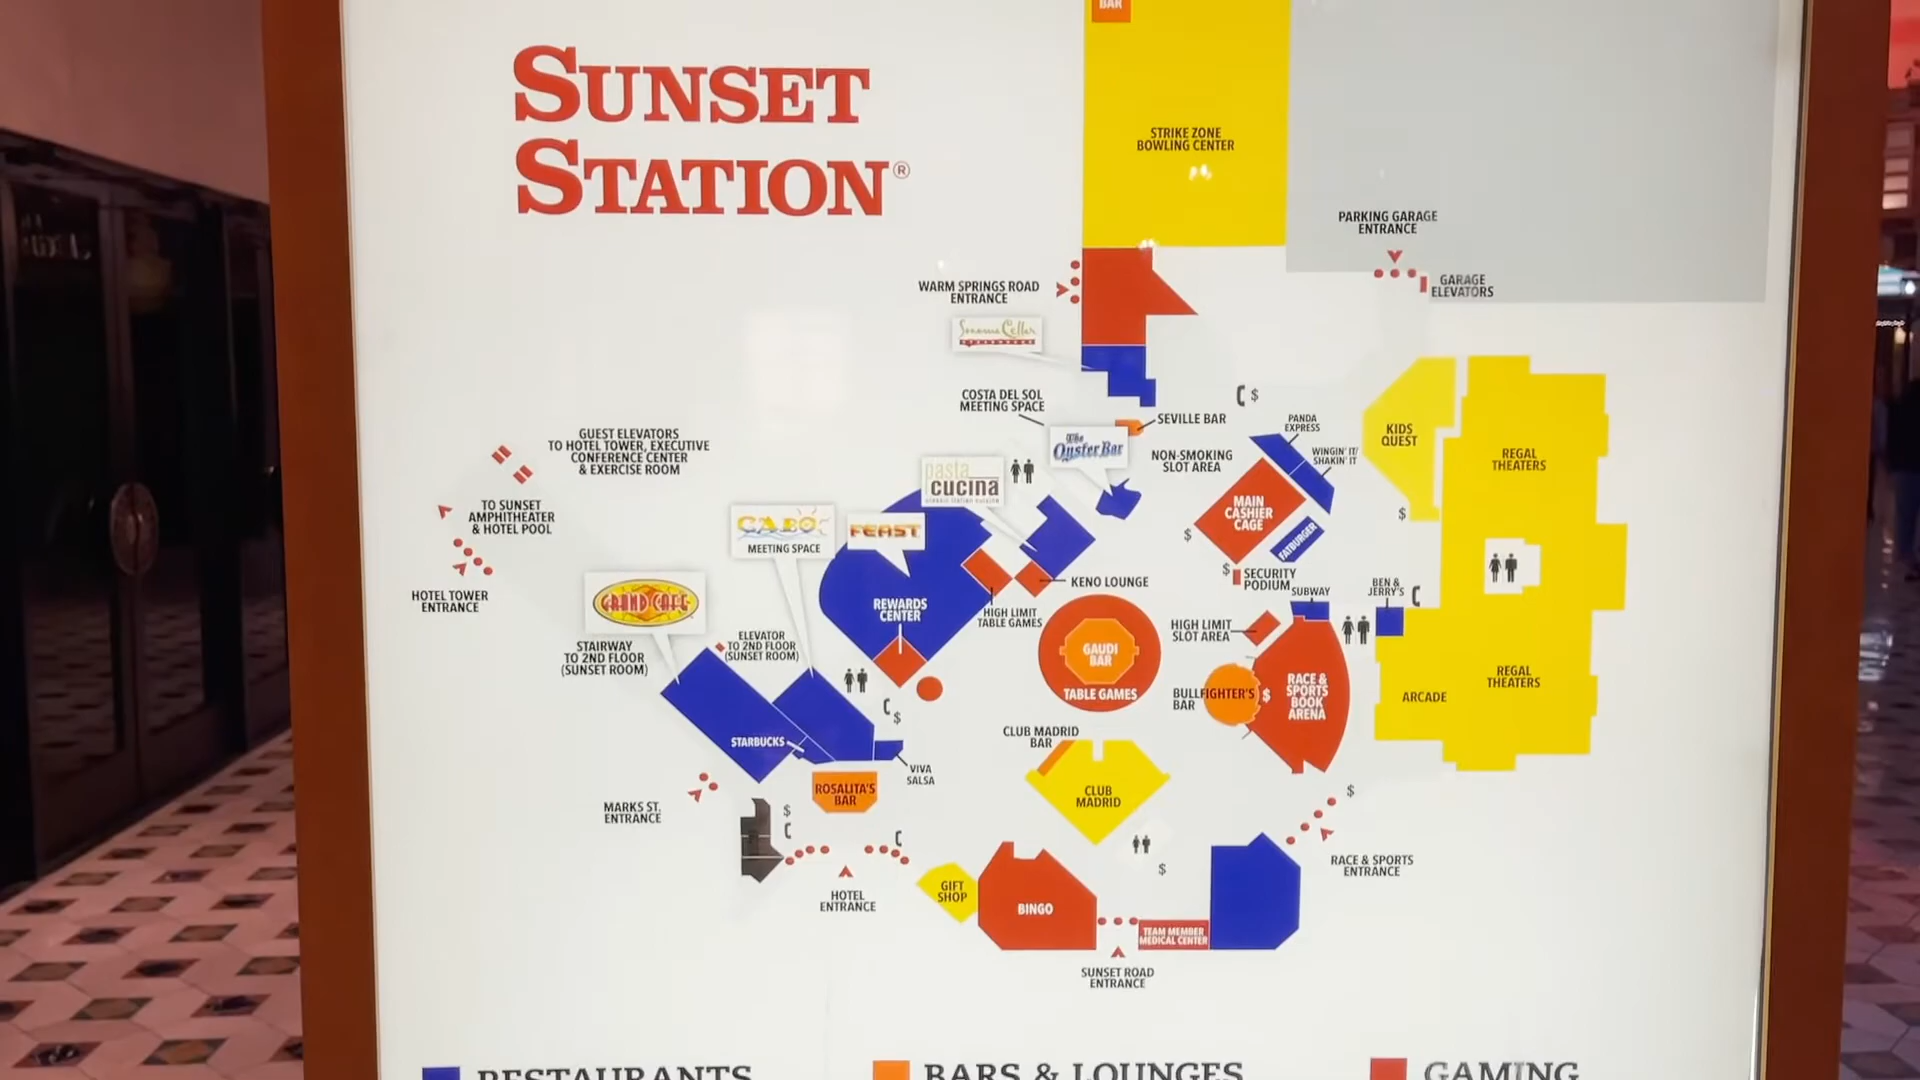 BAR
SUNSET
STATION®
STRIKE ZONE
BOWLING CENTER
PARKING GARAGE
ENTRANCE
GARAGE
ELEVATORS
WARM SPRINGS ROAD
ENTRANCE
Sonoma Cellar
STEAKHOUSE
COSTA DEL SOL
MEETING SPACE
SEVILLE BAR
$
PANDA
EXPRESS
KIDS
QUEST
REGAL
THEATERS
GUEST ELEVATORS
TO HOTEL TOWER, EXECUTIVE
CONFERENCE CENTER
& EXERCISE ROOM
The
Oyster Bar
NON-SMOKING
SLOT AREA
WINGIN' IT/
SHAKIN' IT
pasta
cucina
MAIN
CASHIER
CAGE
$
$
FATBURGER
TO SUNSET
AMPHITHEATER
& HOTEL POOL
CABO
MEETING SPACE
FEAST
HOTEL TOWER
ENTRANCE
GRAND CAFE
REWARDS
CENTER
KENO LOUNGE
HIGH LIMIT
TABLE GAMES
$
SECURITY
PODIUM
SUBWAY
BEN &
JERRY'S
HIGH LIMIT
SLOT AREA
STAIRWAY
TO 2ND FLOOR
(SUNSET ROOM)
ELEVATOR
TO 2ND FLOOR
(SUNSET ROOM)
GAUDI
BAR
TABLE GAMES
BULLFIGHTER'S
BAR
$
RACE &
SPORTS
BOOK
ARENA
ARCADE
REGAL
THEATERS
$
STARBUCKS
VIVA
SALSA
CLUB MADRID
BAR
CLUB
MADRID
ROSALITA'S
BAR
MARKS ST.
ENTRANCE
$
$
HOTEL
ENTRANCE
GIFT
SHOP
BINGO
$
TEAM MEMBER
MEDICAL CENTER
RACE & SPORTS
ENTRANCE
SUNSET ROAD
ENTRANCE
RESTAURANTS
BARS & LOUNGES
GAMING